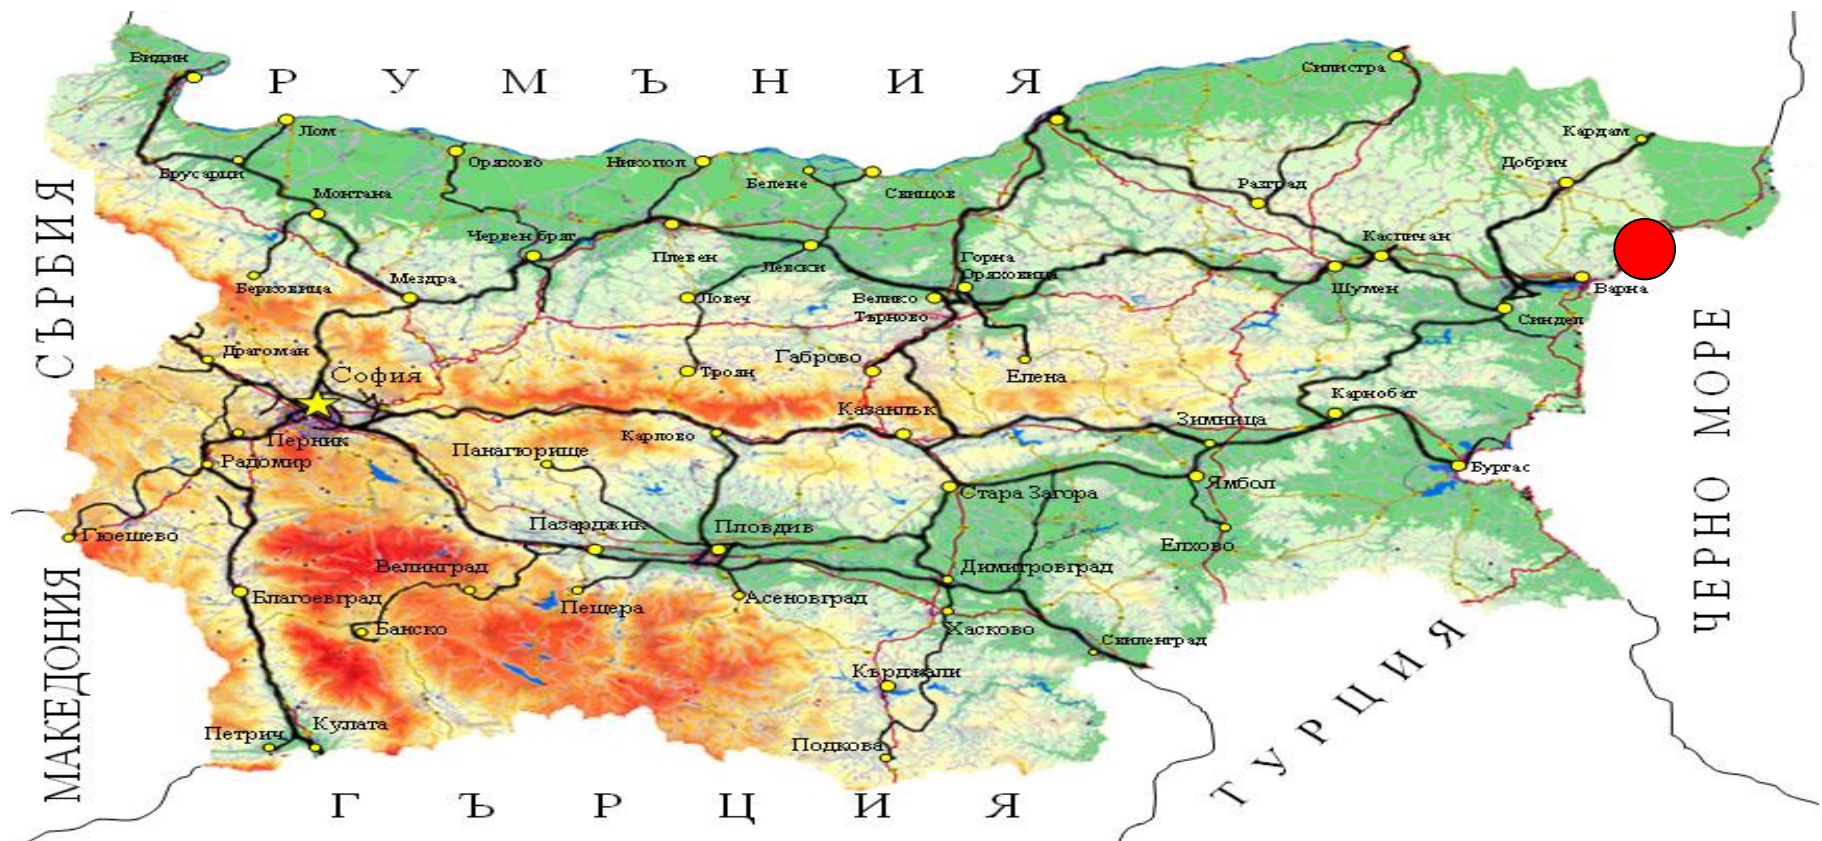 Видин
РУМЪНИЯ
Силистра
Лом
Кардам
Оряхово
Никопол
Белене
Свищов
Добрич
Брусарци
Разград
Монтана
СЪРБИЯ
Червен бряг
Плевен
Левски
Горна
Оряховица
Каспичан
Берковица
Мездра
Ловеч
Велико
Търново
Шумен
Варна
Синдел
Драгоман
София
Троян
Габрово
Елена
Казанлък
Карнобат
Зимница
Перник
Карлово
Радомир
Панагюрище
Бургас
Ямбол
Стара Загора
ЧЕРНО МОРЕ
Гюешево
Пазарджик
Пловдив
Елхово
Велинград
Димитровград
Благоевград
Пещера
Асеновград
Банско
Хасково
Свиленград
МАКЕДОНИЯ
Кърджали
Петрич
Кулата
Подкова
ТУРЦИЯ
ГЪРЦИЯ